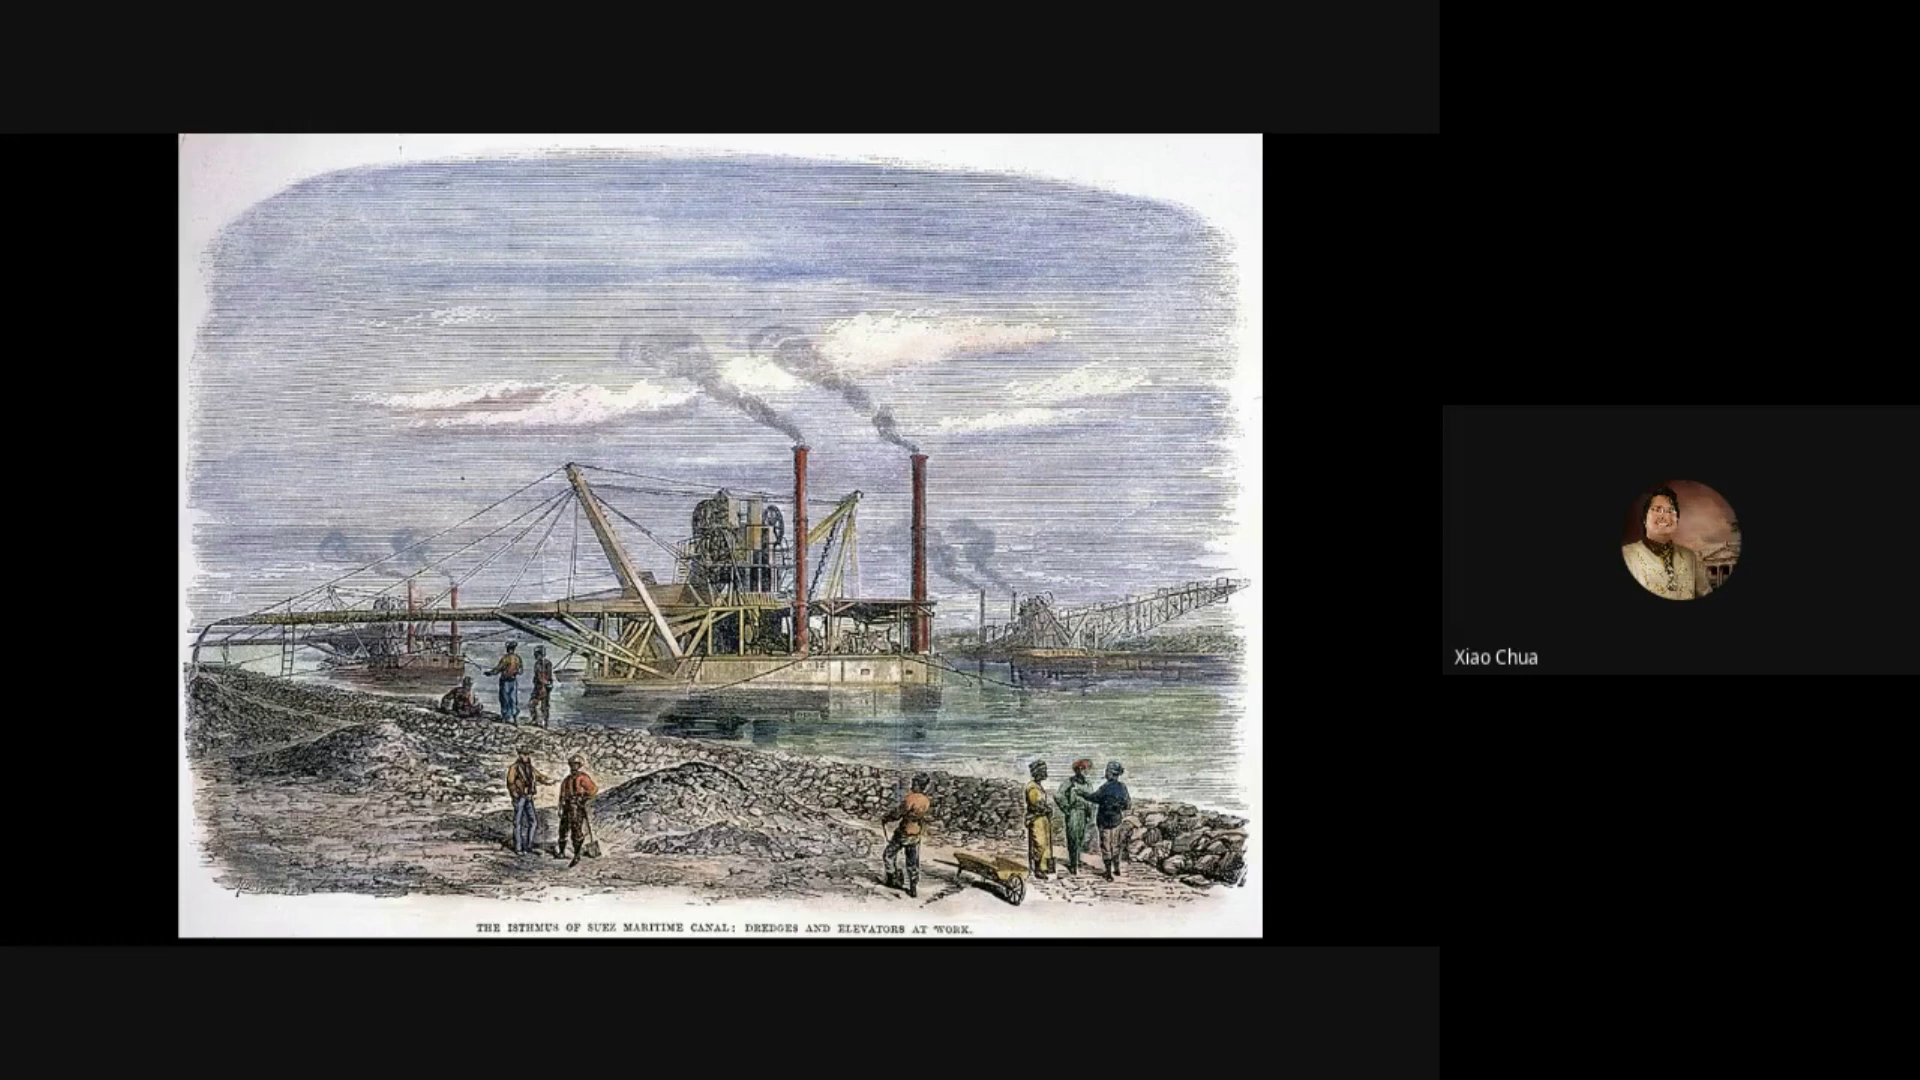 THE ISTHMUS OF SUEZ MARITIME CANAL: DREDGES AND ELEVATORS AT WORK.
Xiao Chua